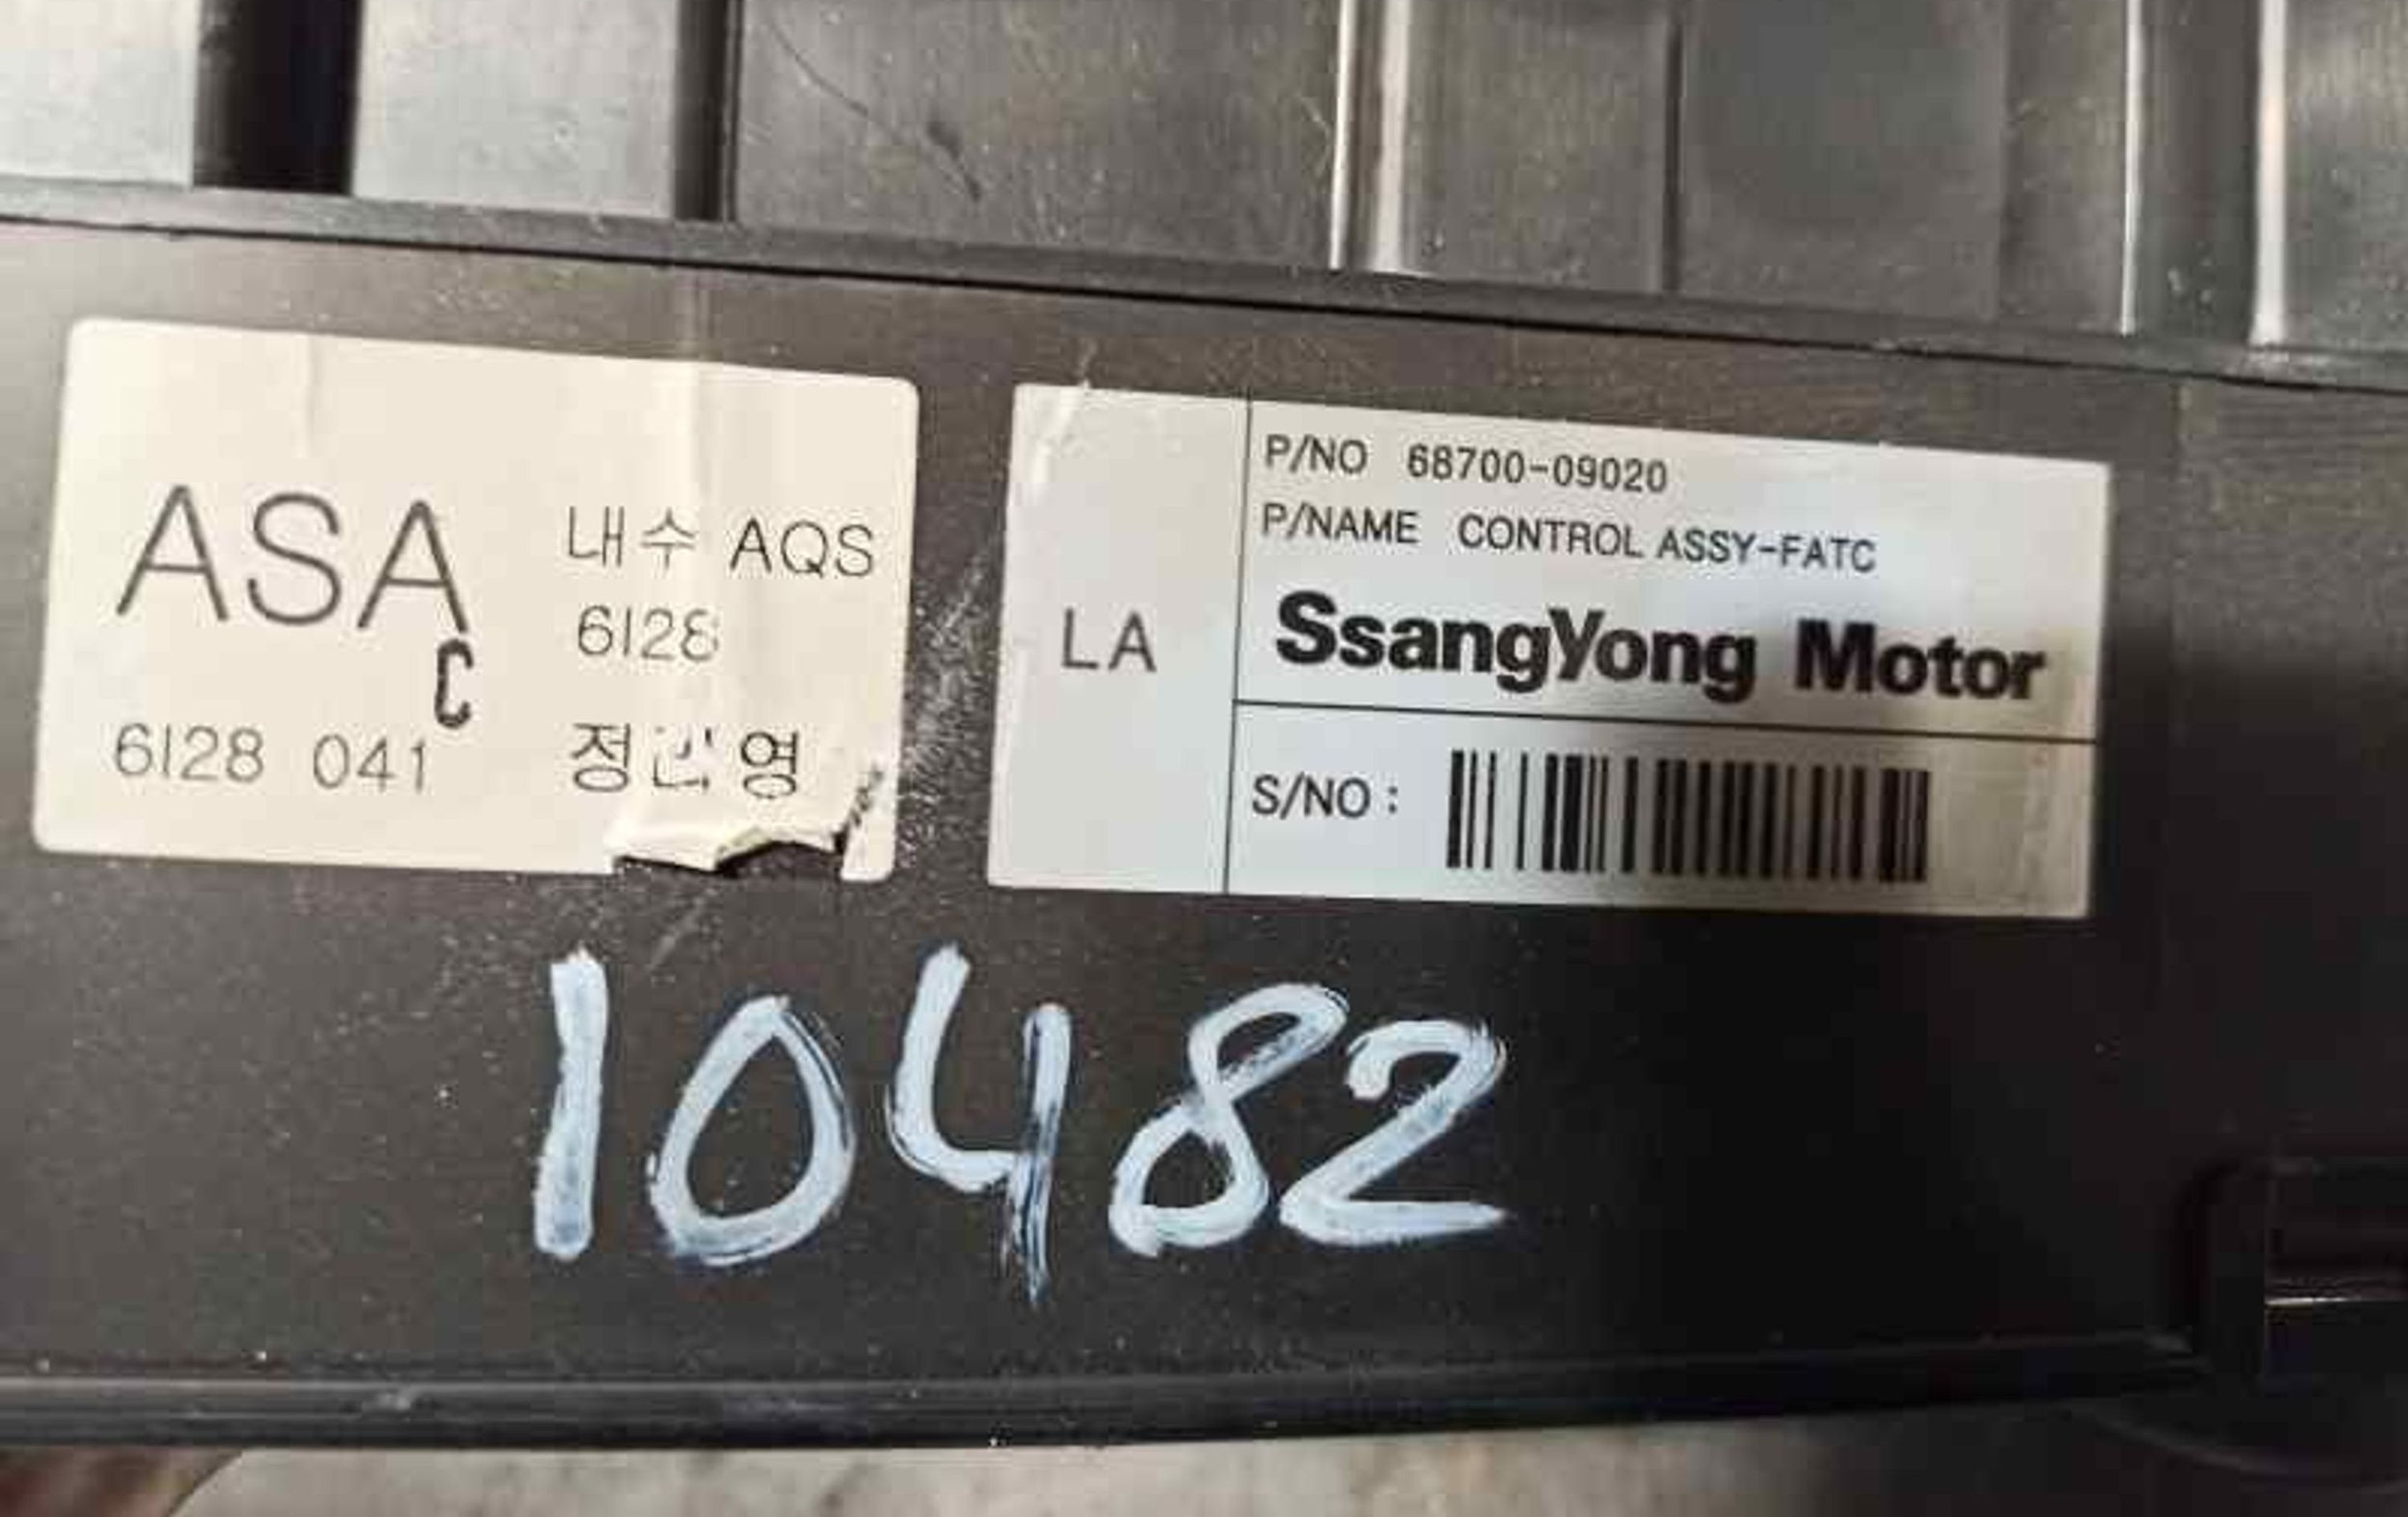 ASA
C
6128 041
내수 AQS
6128
LA
P/NO 68700-09020
P/NAME CONTROL ASSY-FATC
SsangYong Motor
S/NO :
10482